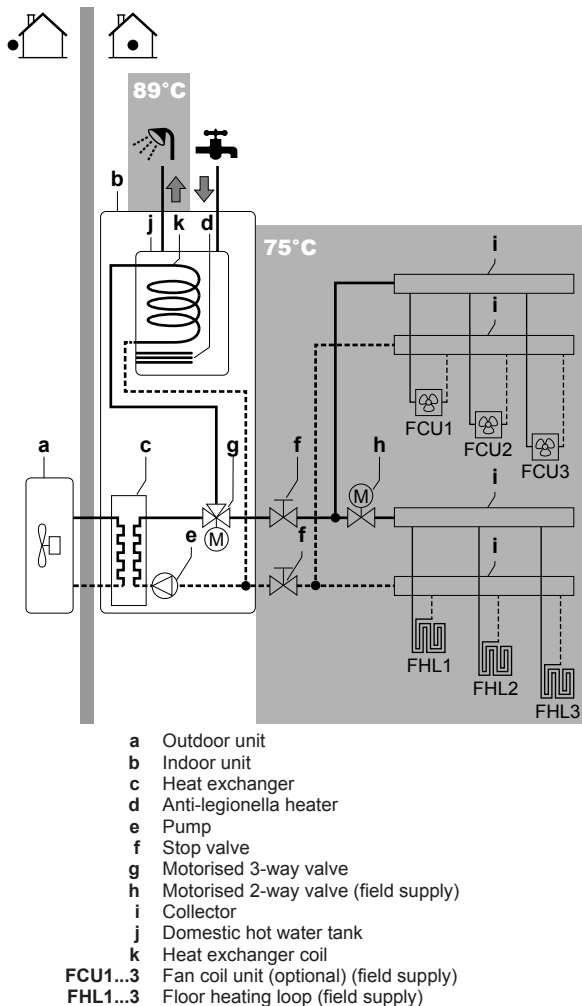 89°C
b
j k d
75°C
i
i
FCU1
FCU2
FCU3
a
c
g
f
h
M
i
M
e
f
i
FHL1
FHL2
FHL3
a Outdoor unit
b Indoor unit
c Heat exchanger
d Anti-legionella heater
e Pump
f Stop valve
g Motorised 3-way valve
h Motorised 2-way valve (field supply)
i Collector
j Domestic hot water tank
k Heat exchanger coil
FCU1...3 Fan coil unit (optional) (field supply)
FHL1...3 Floor heating loop (field supply)